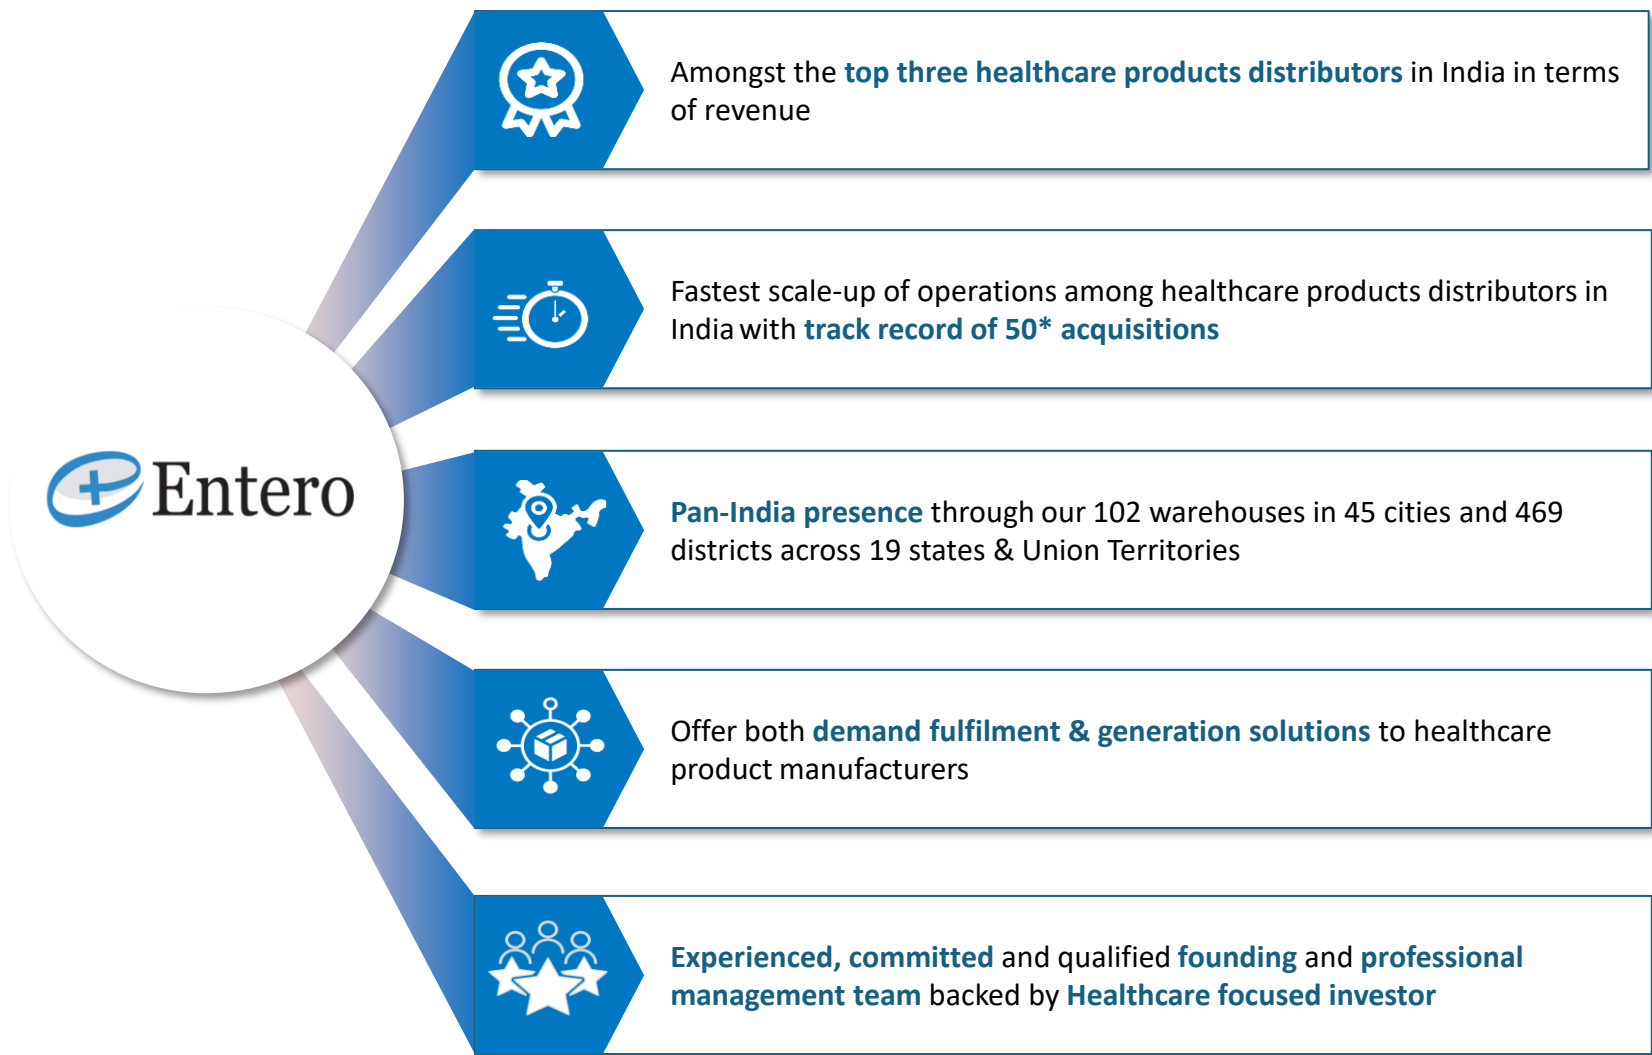 Amongst the top three healthcare products distributors in India in terms
of revenue
Fastest scale-up of operations among healthcare products distributors in
India with track record of 50* acquisitions
Entero
Pan-India presence through our 102 warehouses in 45 cities and 469
districts across 19 states & Union Territories
Offer both demand fulfilment & generation solutions to healthcare
product manufacturers
Experienced, committed and qualified founding and professional
management team backed by Healthcare focused investor